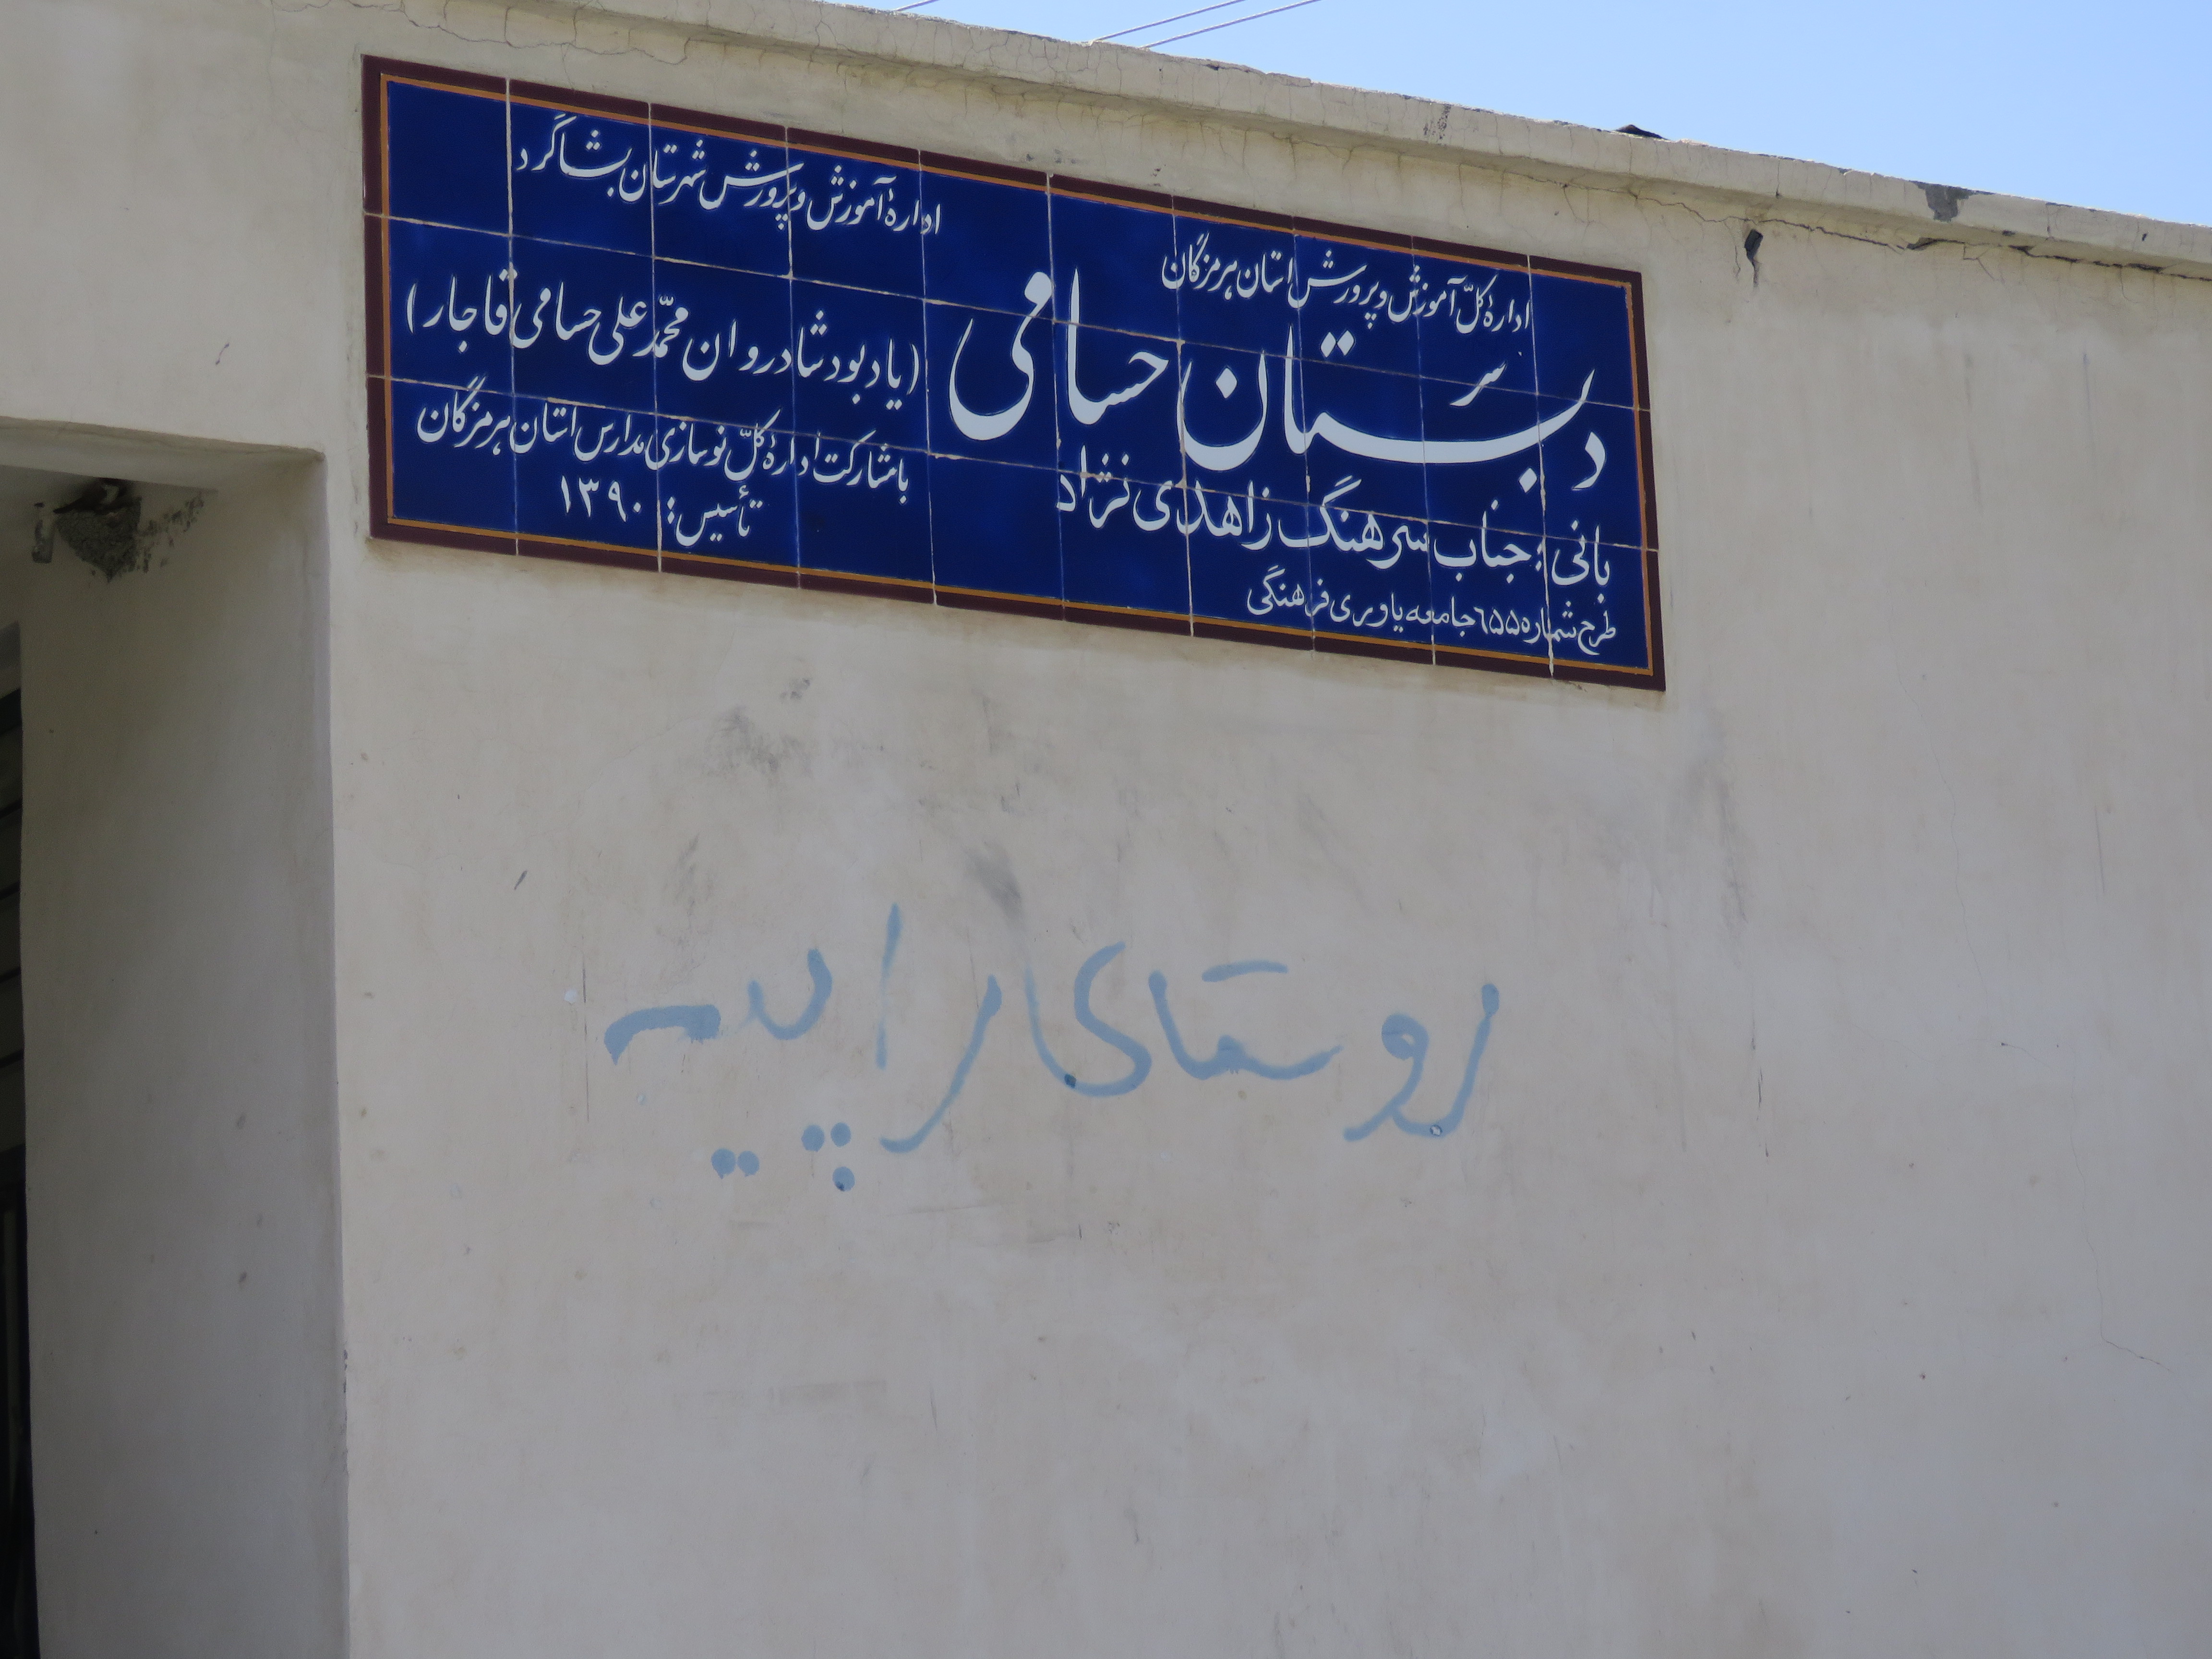 ادارهٔ کلّ آموزش و پرورش استان هرمزگان
دبستان حسامی
بانی: جناب سرهنگ زاهدی نژاد
طرح شماره ۶۵۵ جامعه یاوری فرهنگی
ادارهٔ آموزش و پرورش شهرستان بشاگرد
(یادبود شادروان محمّد علی حسامی قاجار)
با مشارکت ادارهٔ کلّ نوسازی مدارس استان هرمزگان
تأسیس: ۱۳۹۰
روستای راپیه